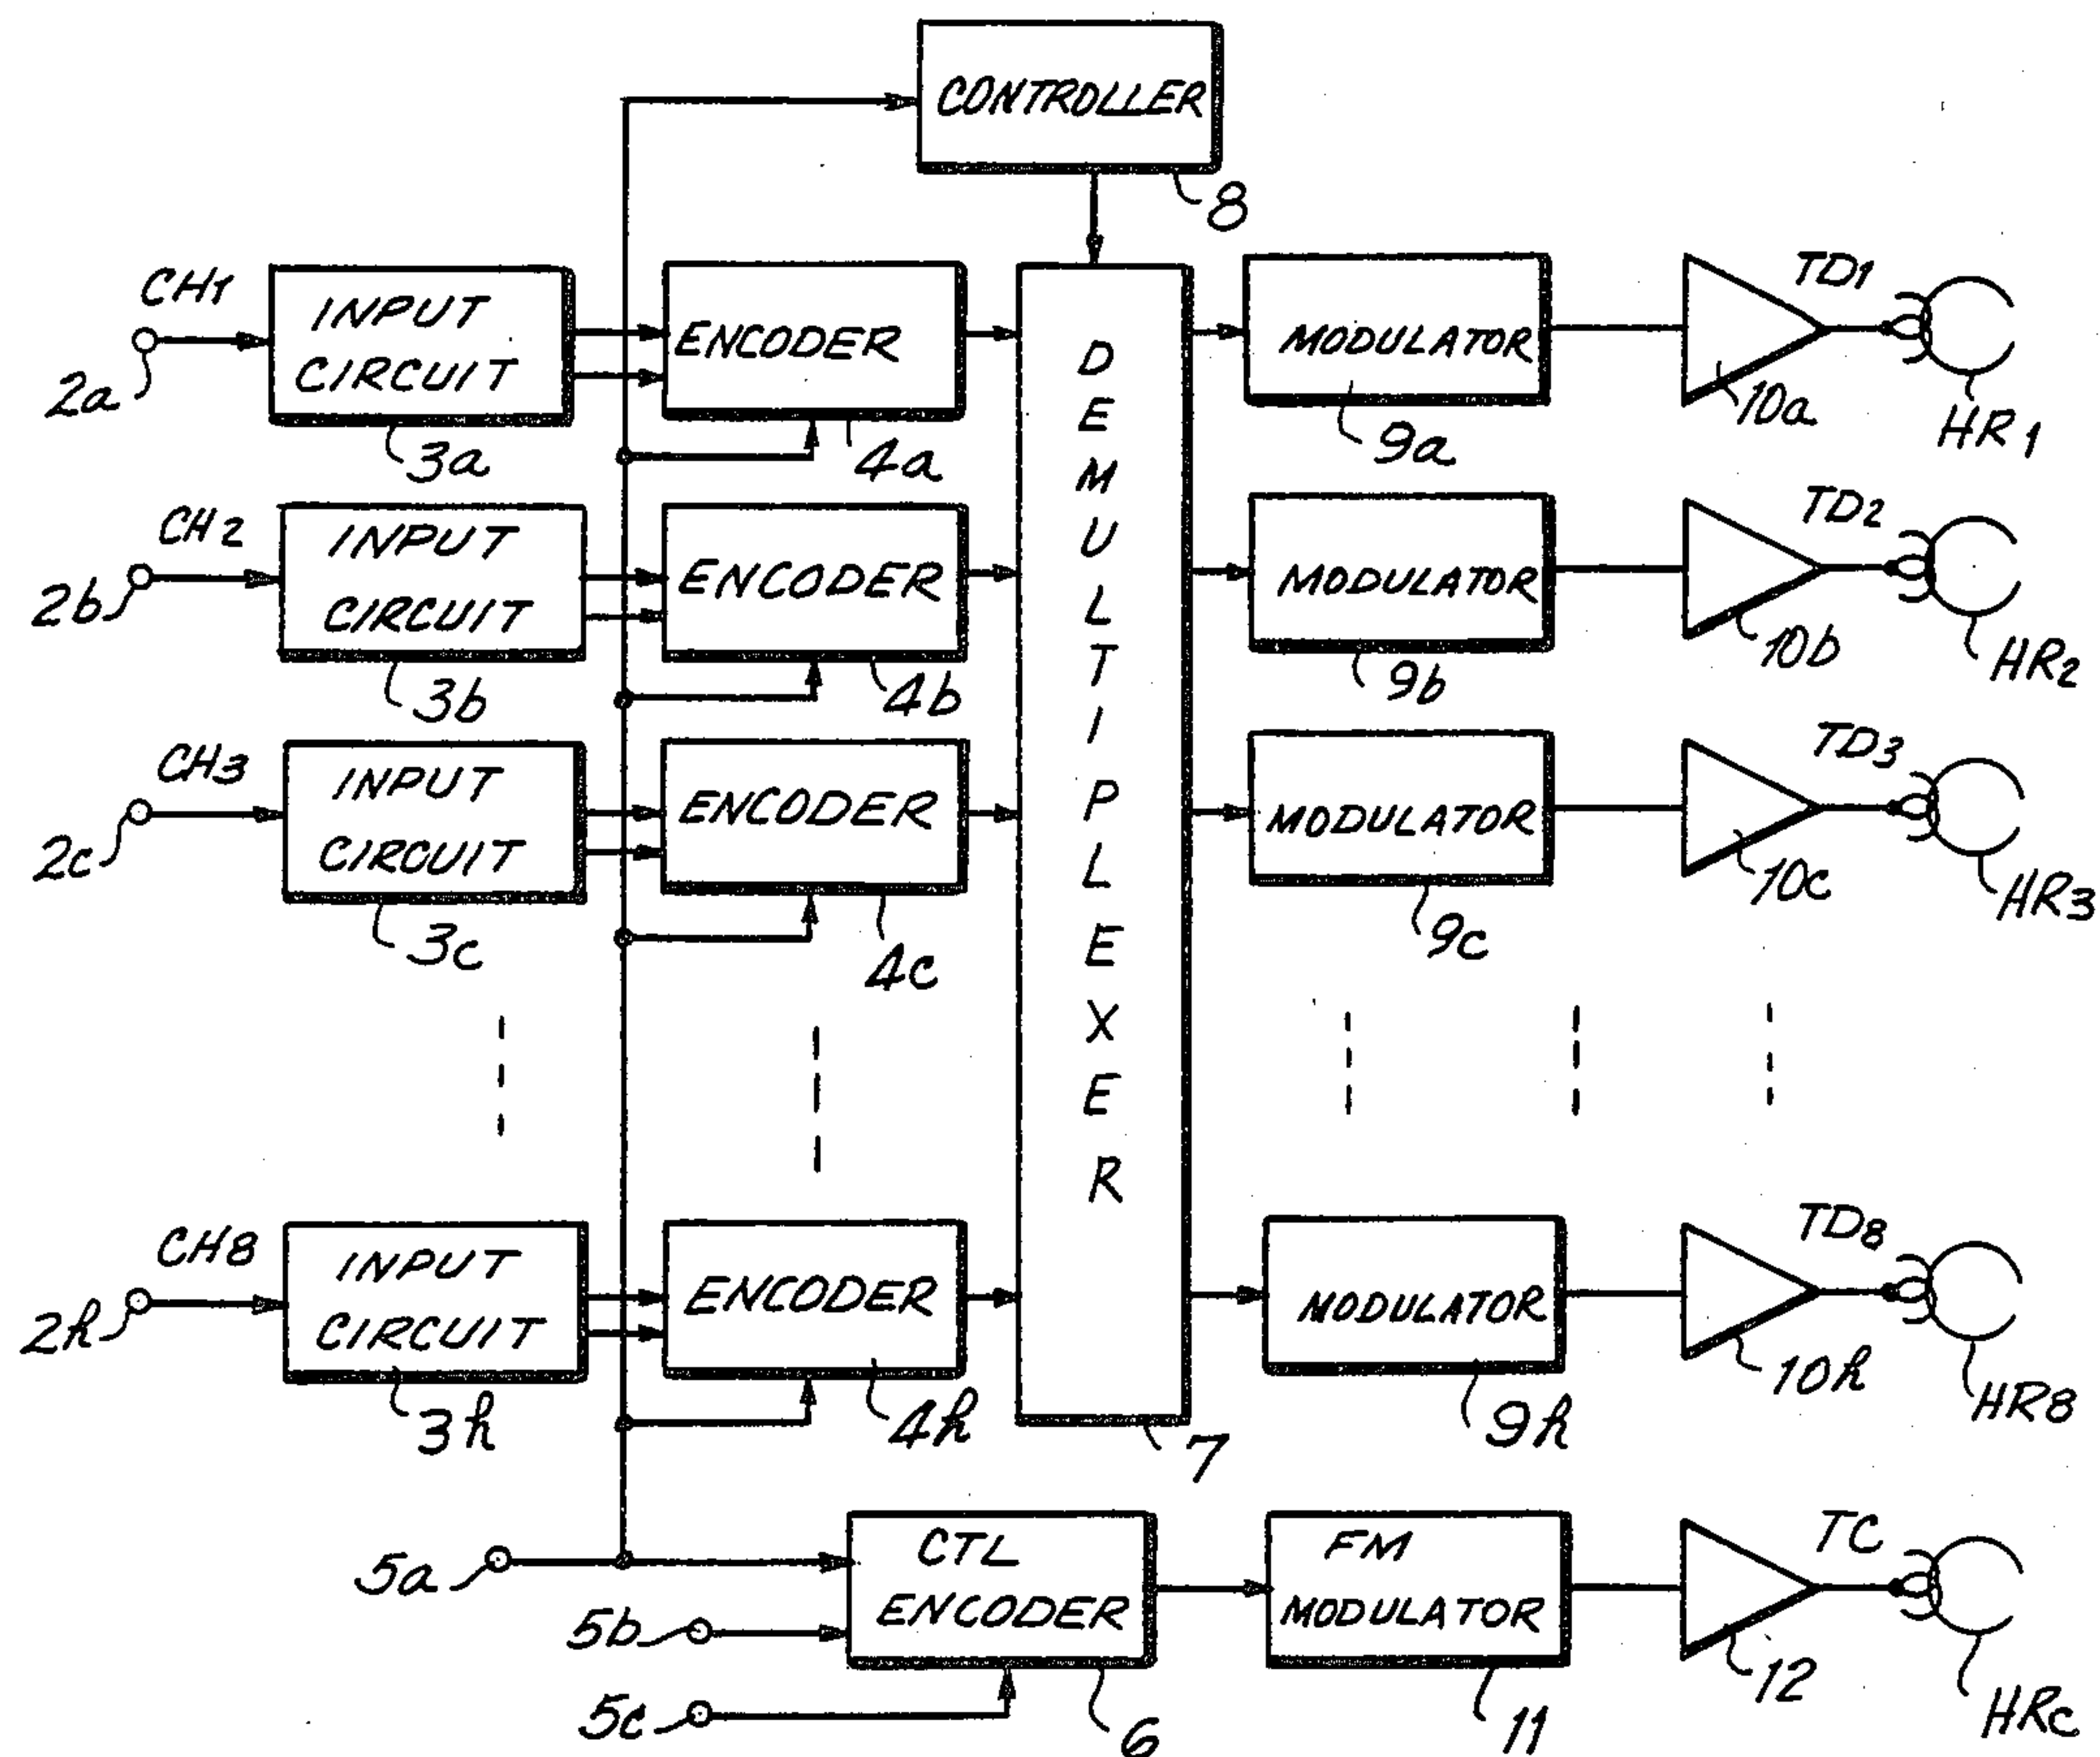 CONTROLLER
8
CH1
INPUT
CIRCUIT
ENCODER
MODULATOR
TD1
2a
3a
4a
9a
10a
HR1
CH2
INPUT
CIRCUIT
ENCODER
MODULATOR
TD2
2b
3b
4b
9b
10b
HR2
CH3
INPUT
CIRCUIT
ENCODER
MODULATOR
TD3
2c
3c
4c
9c
10c
HR3
DEMULTIPLEXER
CH8
INPUT
CIRCUIT
ENCODER
MODULATOR
TD8
2h
3h
4h
7
9h
10h
HR8
5a
CTL
ENCODER
FM
MODULATOR
TC
5b
5c
6
11
12
HRc